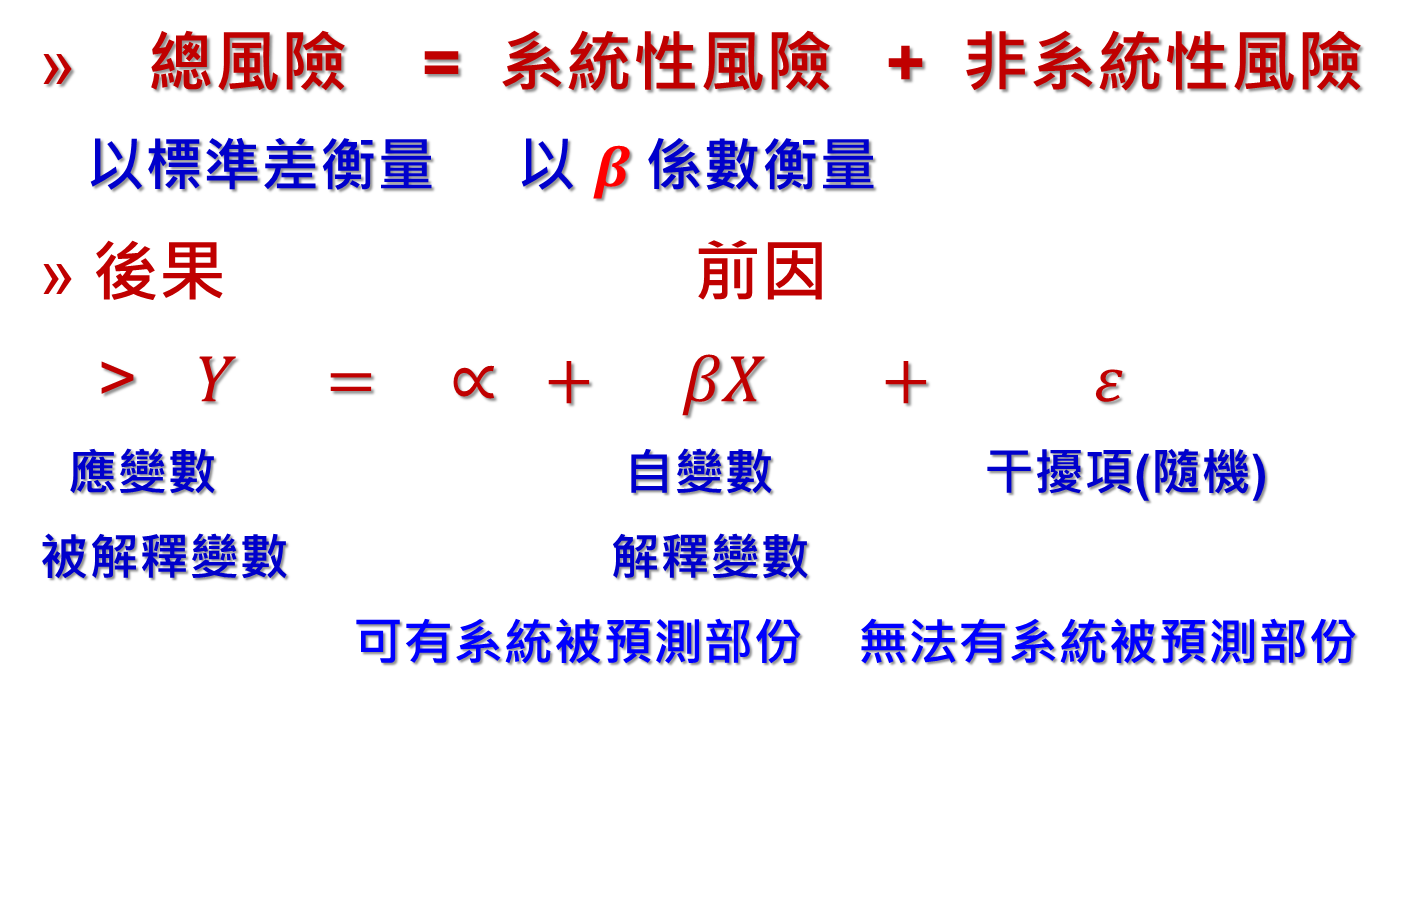 » 總風險 = 系統性風險 + 非系統性風險
以標準差衡量 以 β 係數衡量
» 後果 前因
> Y = ∝ + βX + ε
應變數 自變數 干擾項(隨機)
被解釋變數 解釋變數
可有系統被預測部份 無法有系統被預測部份